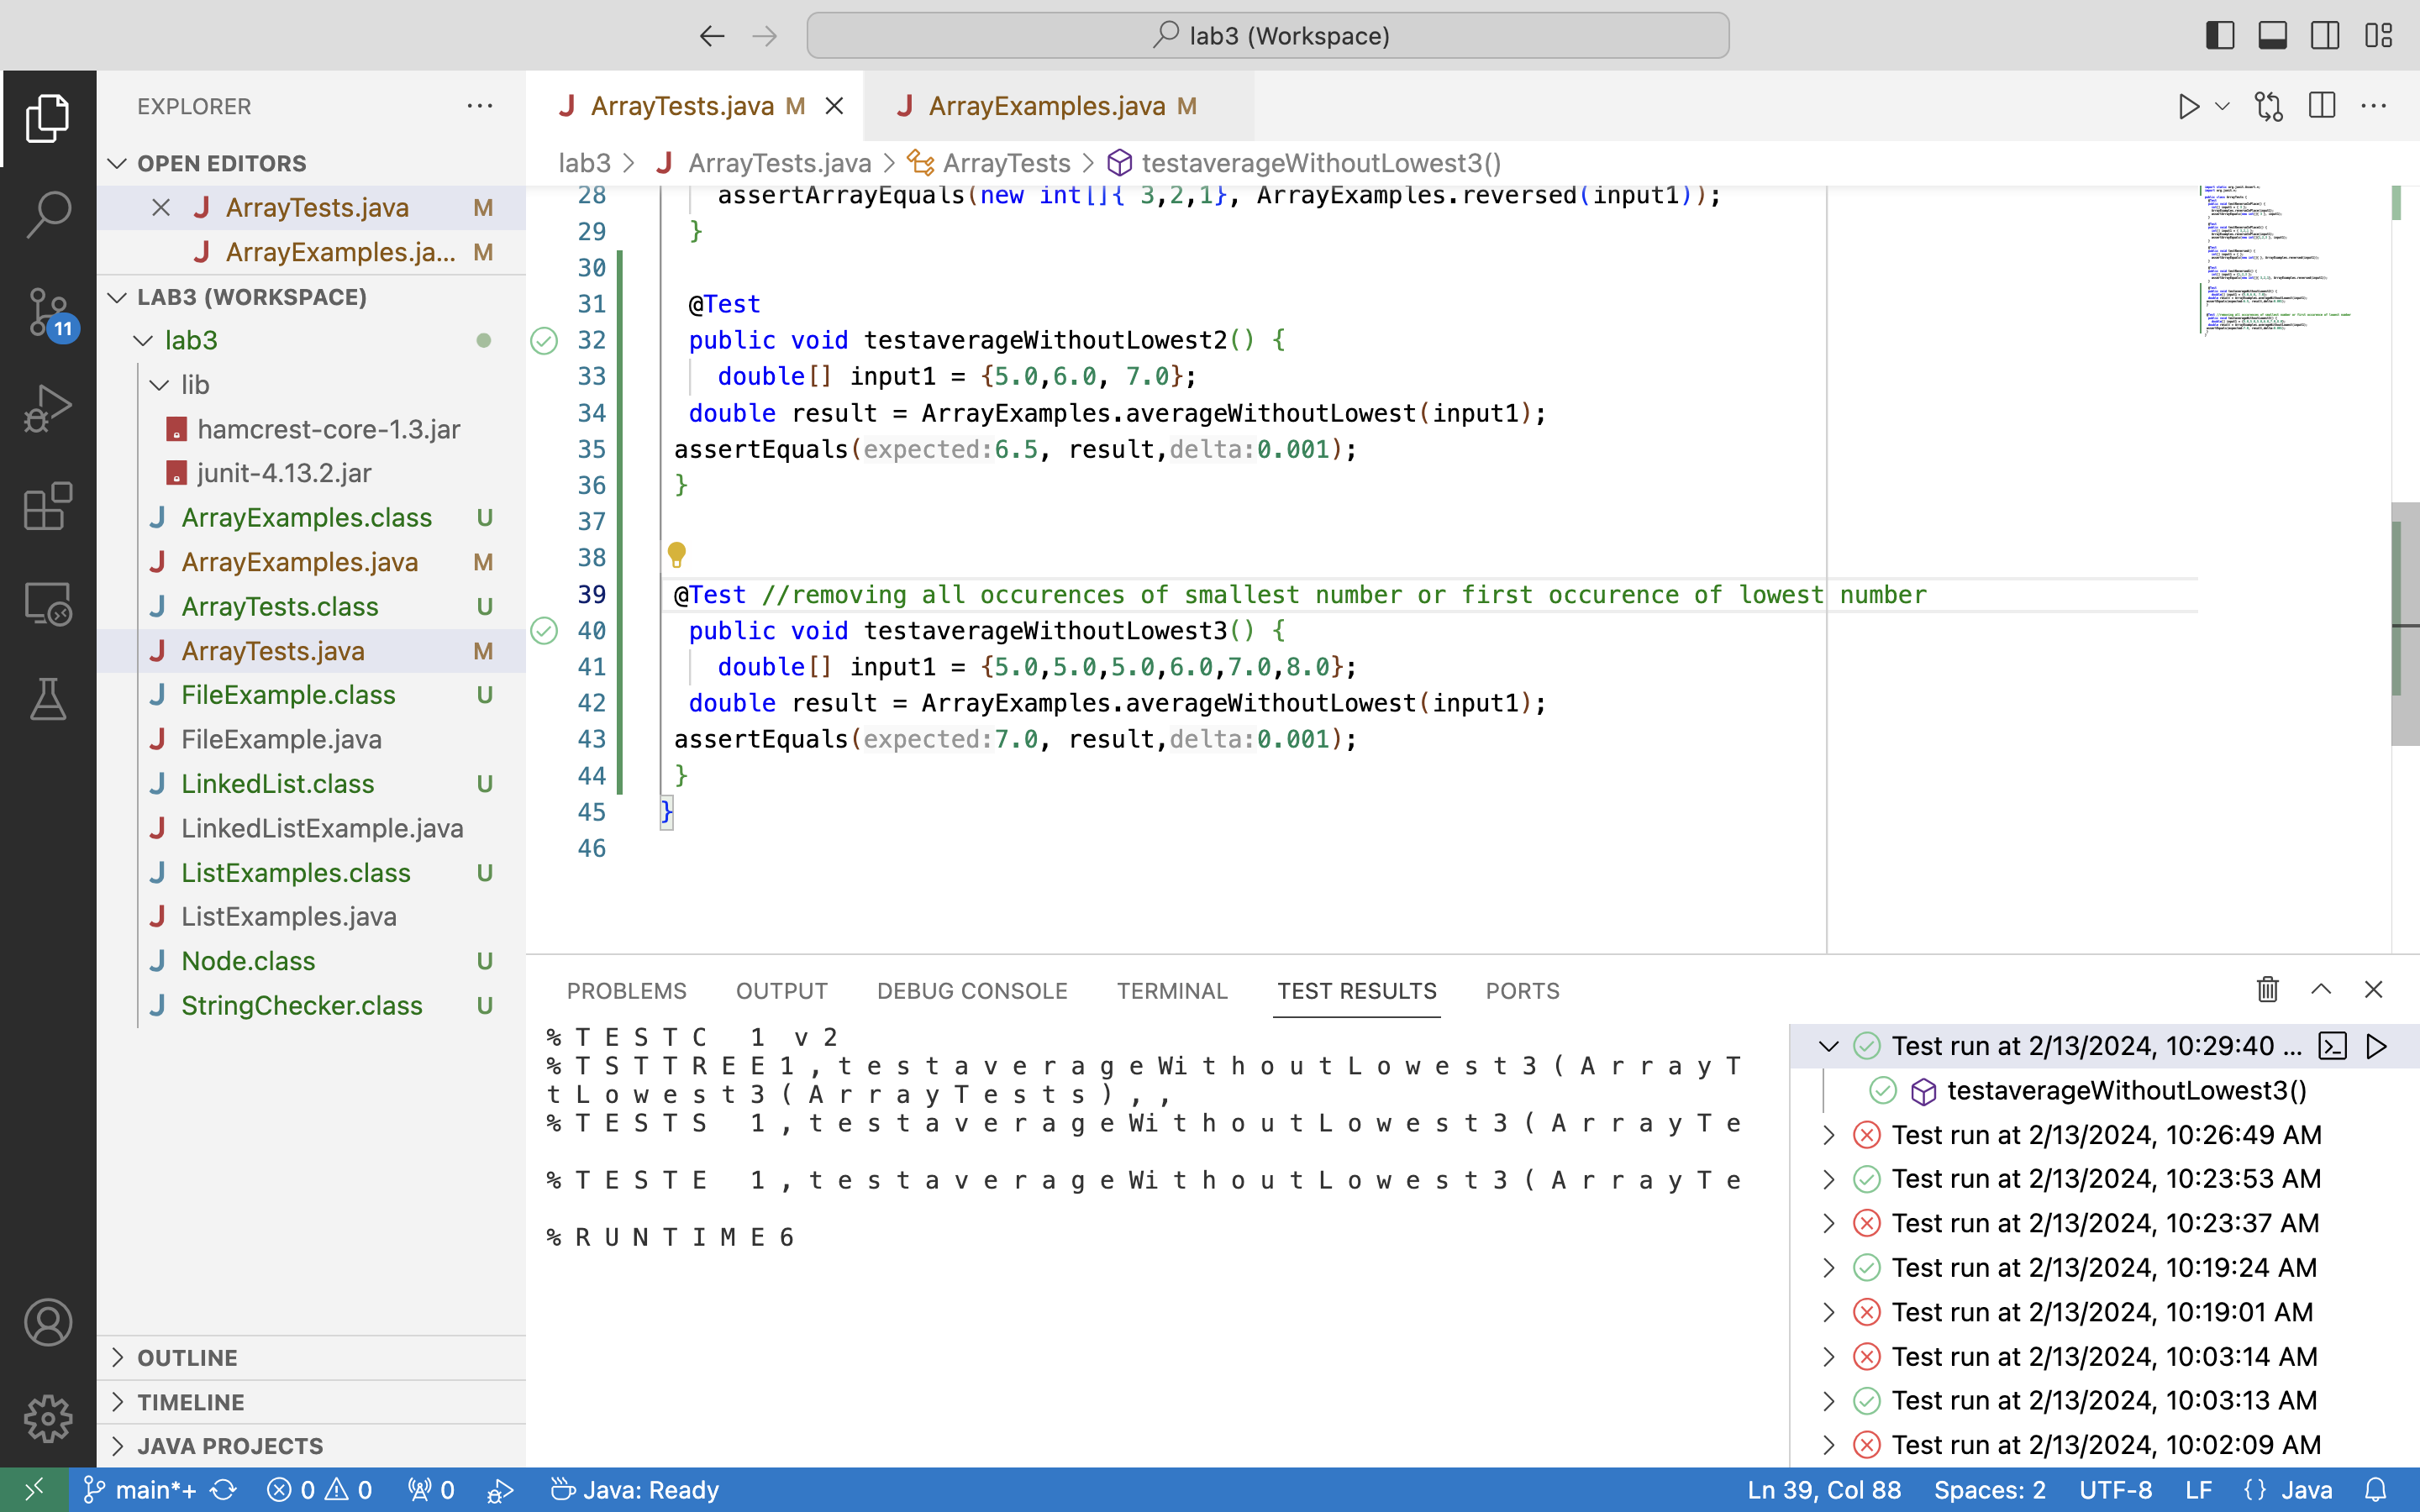 lab3 (Workspace)
EXPLORER
OPEN EDITORS
ArrayTests.java M
ArrayExamples.ja... M
LAB3 (WORKSPACE)
lab3
lib
hamcrest-core-1.3.jar
junit-4.13.2.jar
ArrayExamples.class U
ArrayExamples.java M
ArrayTests.class U
ArrayTests.java M
FileExample.class U
FileExample.java
LinkedList.class U
LinkedListExample.java
ListExamples.class U
ListExamples.java
Node.class U
StringChecker.class U
OUTLINE
TIMELINE
JAVA PROJECTS
11
ArrayTests.java M
ArrayExamples.java M
lab3 > ArrayTests.java > ArrayTests > testaverageWithoutLowest3()
28 assertArrayEquals(new int[]{ 3,2,1}, ArrayExamples.reversed(input1));
29 }
30
31 @Test
32 public void testaverageWithoutLowest2() {
33 double[] input1 = {5.0,6.0, 7.0};
34 double result = ArrayExamples.averageWithoutLowest(input1);
35 assertEquals(expected:6.5, result,delta:0.001);
36 }
37
38
39 @Test //removing all occurences of smallest number or first occurence of lowest number
40 public void testaverageWithoutLowest3() {
41 double[] input1 = {5.0,5.0,5.0,6.0,7.0,8.0};
42 double result = ArrayExamples.averageWithoutLowest(input1);
43 assertEquals(expected:7.0, result,delta:0.001);
44 }
45 }
46
PROBLEMS OUTPUT DEBUG CONSOLE TERMINAL TEST RESULTS PORTS
%TESTC 1 v2
%TSTTREE1,testaverageWithoutLowest3(ArrayT
tLowest3(ArrayTests),,
%TESTS 1,testaverageWithoutLowest3(ArrayTe
%TESTE 1,testaverageWithoutLowest3(ArrayTe
%RUNTIME6
Test run at 2/13/2024, 10:29:40 ...
testaverageWithoutLowest3()
Test run at 2/13/2024, 10:26:49 AM
Test run at 2/13/2024, 10:23:53 AM
Test run at 2/13/2024, 10:23:37 AM
Test run at 2/13/2024, 10:19:24 AM
Test run at 2/13/2024, 10:19:01 AM
Test run at 2/13/2024, 10:03:14 AM
Test run at 2/13/2024, 10:03:13 AM
Test run at 2/13/2024, 10:02:09 AM
main*+ 0 0 0 Java: Ready Ln 39, Col 88 Spaces: 2 UTF-8 LF {} Java